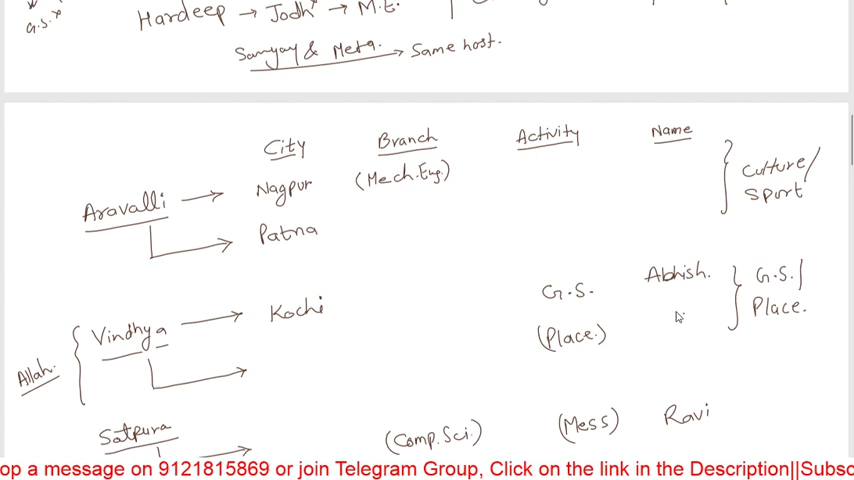 G.S.x
Hardeep → Jodhx → M.E.
Sanjay & Meta. → Same host.
City Branch Activity Name
Aravalli → Nagpur (Mech.Eng.) Culture/
Sport
→ Patna
Vindhya → Kochi G.S. Abhish. G.S./
Allah. (Place.) Place.
Satpura (Comp.Sci.) (Mess) Ravi
op a message on 9121815869 or join Telegram Group, Click on the link in the Description||Subsc